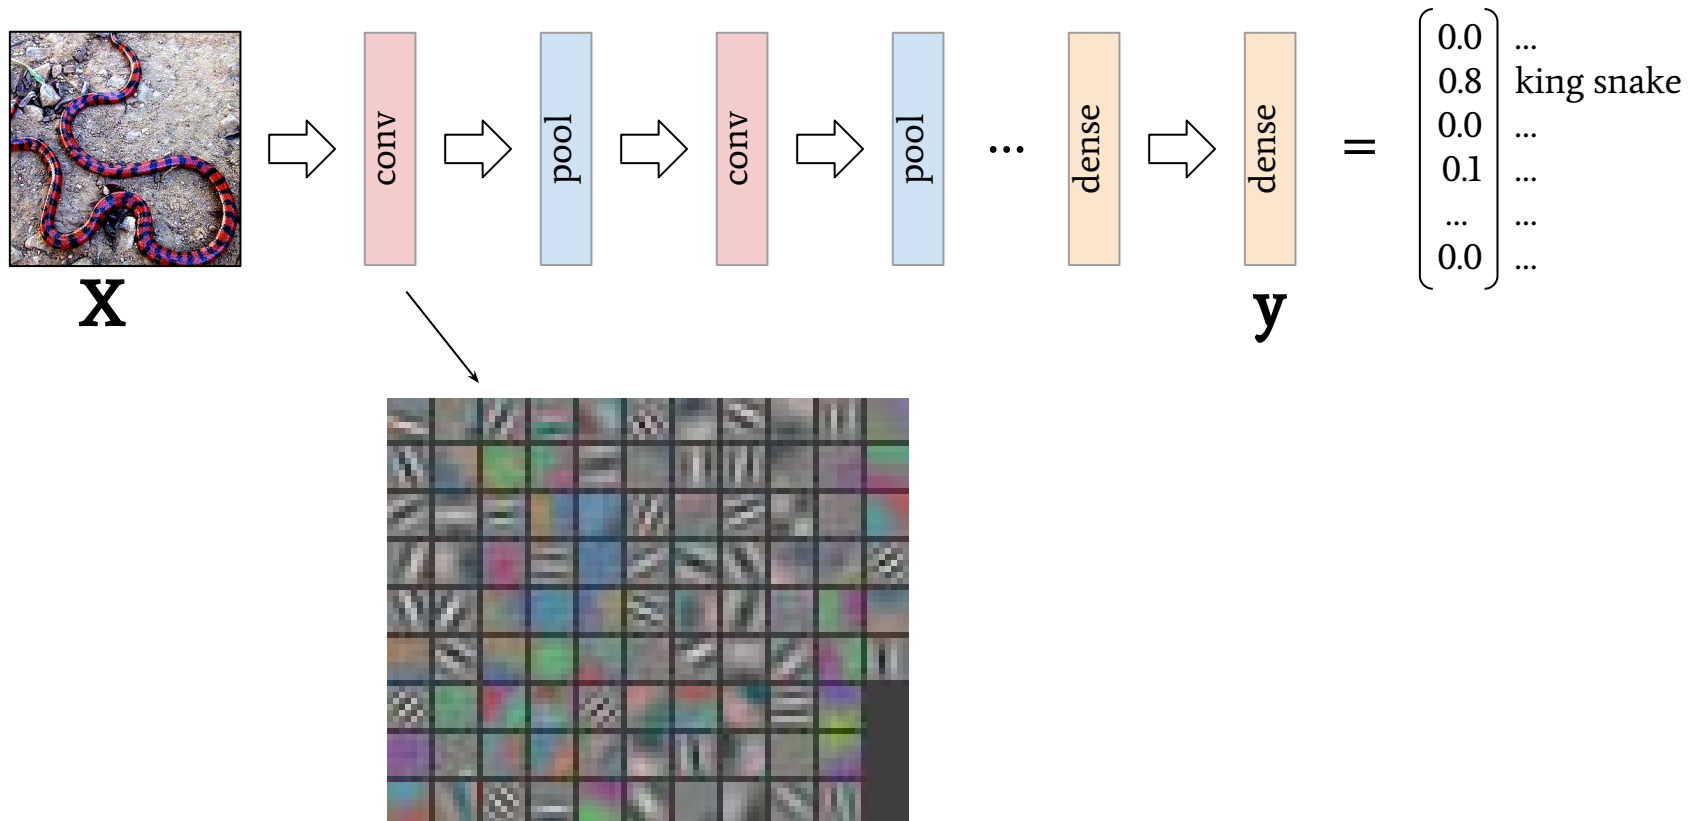 conv
pool
conv
pool
...
dense
dense
=
0.0 ...
0.8 king snake
0.0 ...
0.1 ...
... ...
0.0 ...
x
y